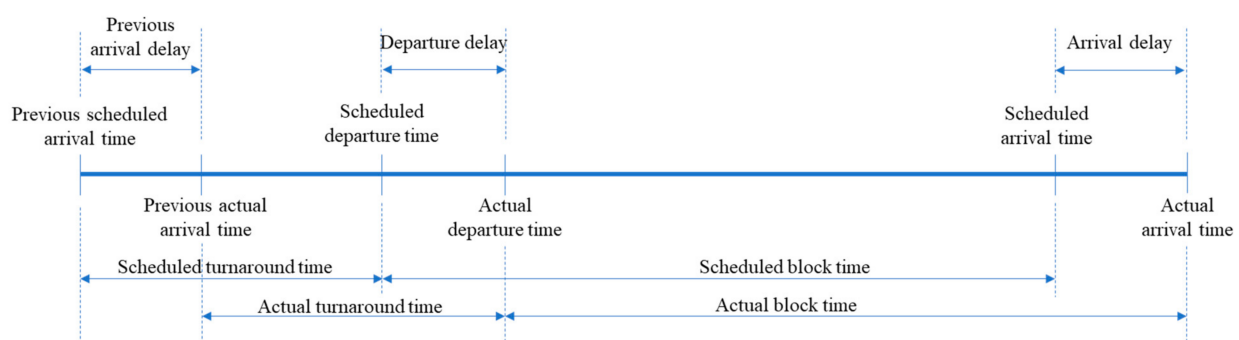 Previous
arrival delay
Departure delay
Arrival delay
Previous scheduled
arrival time
Scheduled
departure time
Scheduled
arrival time
Previous actual
arrival time
Actual
departure time
Actual
arrival time
Scheduled turnaround time
Scheduled block time
Actual turnaround time
Actual block time